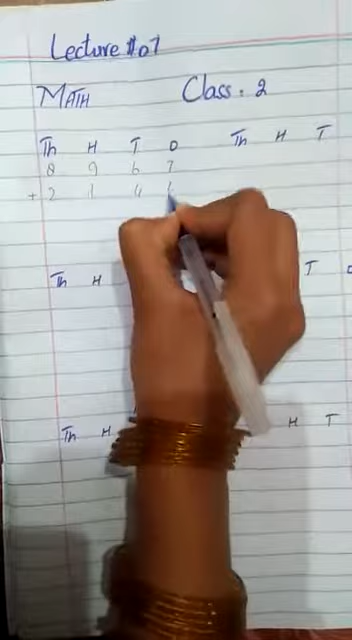 Lecture #07
MATH Class. 2
Th H T O Th H T
8 9 6 7
+ 2 1 4
Th H T O
Th H H T